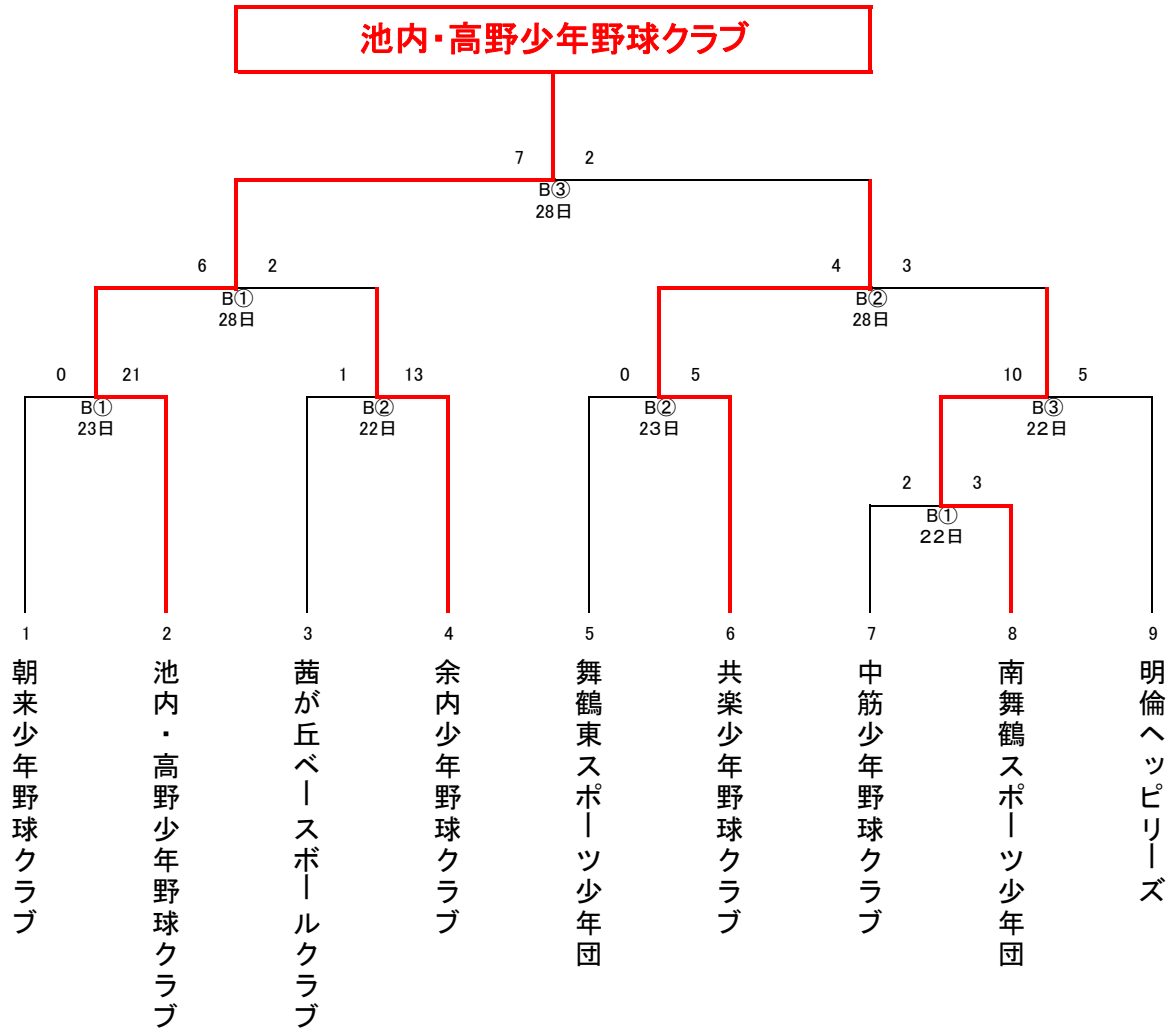 池内・高野少年野球クラブ
7 2
B③
28日
6 2
B①
28日
4 3
B②
28日
0 21
B①
23日
1 13
B②
22日
0 5
B②
23日
10 5
B③
22日
2 3
B①
22日
1 2 3 4 5 6 7 8 9
朝来少年野球クラブ
池内・高野少年野球クラブ
茜が丘ベースボールクラブ
余内少年野球クラブ
舞鶴東スポーツ少年団
共楽少年野球クラブ
中筋少年野球クラブ
南舞鶴スポーツ少年団
明倫ヘッピリーズ